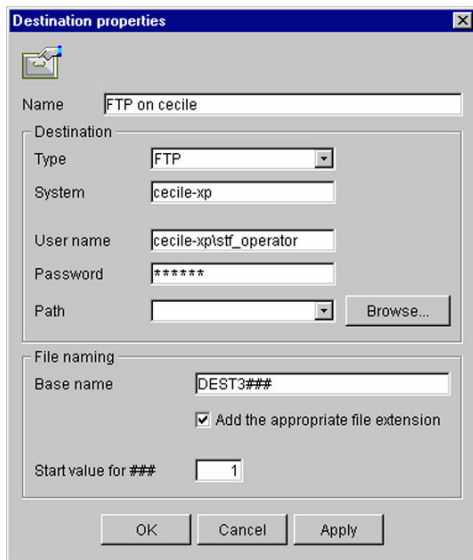 Destination properties
Name FTP on cecile
Destination
Type FTP
System cecile-xp
User name cecile-xp\stf_operator
Password ******
Path Browse...
File naming
Base name DEST3###
Add the appropriate file extension
Start value for ### 1
OK Cancel Apply